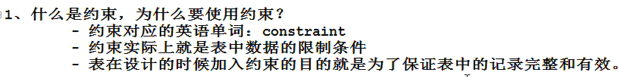 1、什么是约束，为什么要使用约束？
- 约束对应的英语单词：constraint
- 约束实际上就是表中数据的限制条件
- 表在设计的时候加入约束的目的就是为了保证表中的记录完整和有效。